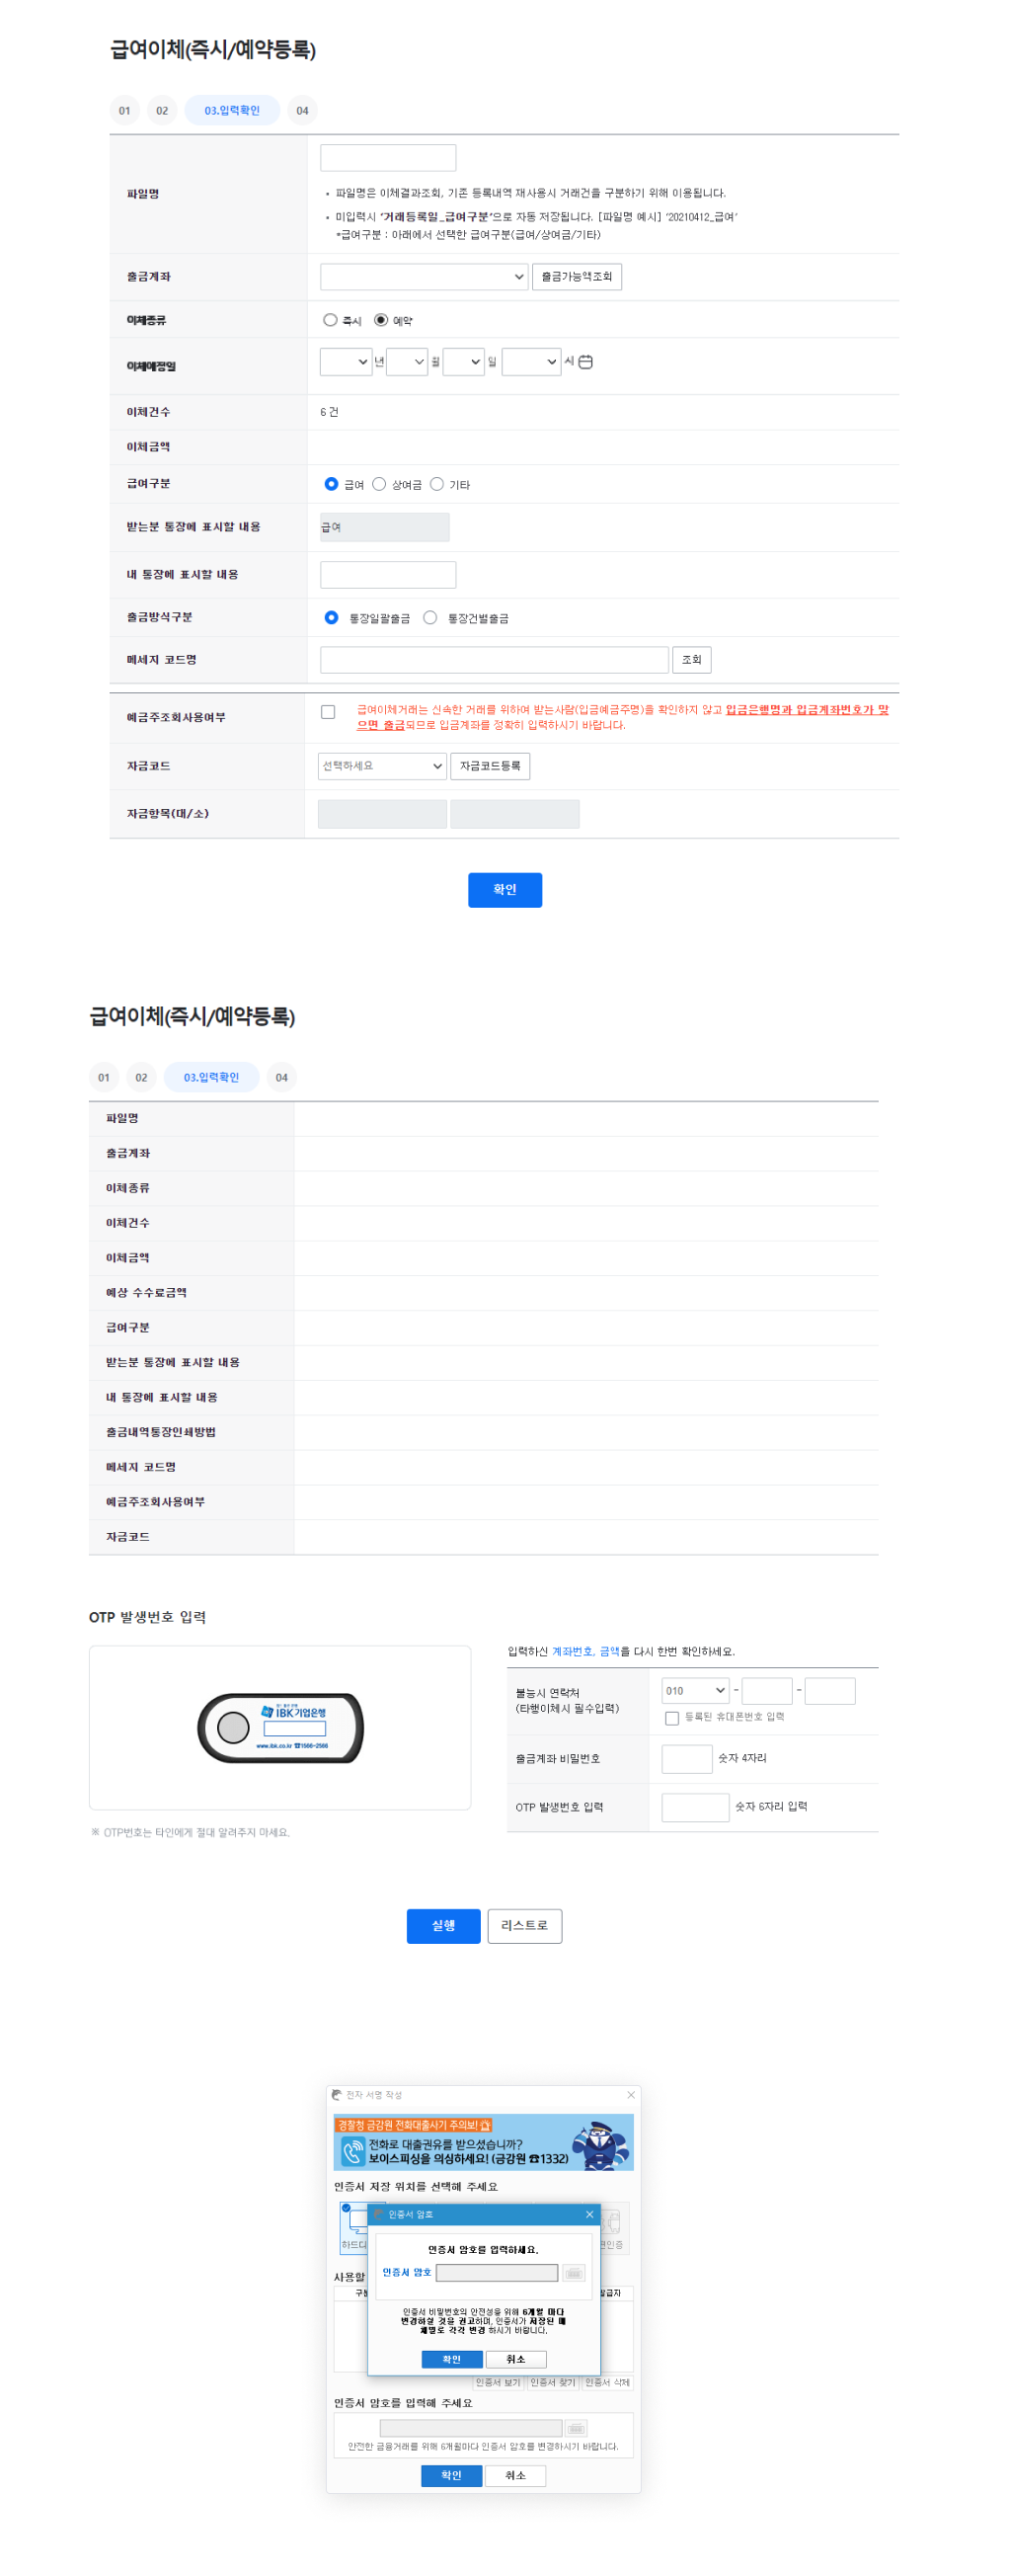 급여이체(즉시/예약등록)
01 02 03.입력확인 04
파일명
• 파일명은 이체결과조회, 기존 등록내역 재사용시 거래건을 구분하기 위해 이용됩니다.
• 미입력시 '거래등록일_급여구분'으로 자동 저장됩니다. [파일명 예시] '20210412_급여'
*급여구분 : 아래에서 선택한 급여구분(급여/상여금/기타)
출금계좌 출금가능액조회
이체종류 즉시 예약
이체예정일 년 월 일 시
이체건수 6 건
이체금액
급여구분 급여 상여금 기타
받는분 통장에 표시할 내용 급여
내 통장에 표시할 내용
출금방식구분 통장일괄출금 통장건별출금
메세지 코드명 조회
예금주조회사용여부 급여이체거래는 신속한 거래를 위하여 받는사람(입금예금주명)을 확인하지 않고 입금은행명과 입금계좌번호가 맞
으면 출금되므로 입금계좌를 정확히 입력하시기 바랍니다.
자금코드 선택하세요 자금코드등록
자금항목(대/소)
확인
급여이체(즉시/예약등록)
01 02 03.입력확인 04
파일명
출금계좌
이체종류
이체건수
이체금액
예상 수수료금액
급여구분
받는분 통장에 표시할 내용
내 통장에 표시할 내용
출금내역통장인쇄방법
메세지 코드명
예금주조회사용여부
자금코드
OTP 발생번호 입력
IBK기업은행
www.ibk.co.kr ☎1566-2566
※ OTP번호는 타인에게 절대 알려주지 마세요.
입력하신 계좌번호, 금액을 다시 한번 확인하세요.
불능시 연락처
(타행이체시 필수입력)
010 - -
등록된 휴대폰번호 입력
출금계좌 비밀번호 숫자 4자리
OTP 발생번호 입력 숫자 6자리 입력
실행 리스트로
전자 서명 작성
경찰청 금감원 전화대출사기 주의보!
전화로 대출권유를 받으셨습니까?
보이스피싱을 의심하세요! (금감원 ☎1332)
인증서 저장 위치를 선택해 주세요
하드디
인증서 암호
인증서 암호를 입력하세요.
인증서 암호
인증서 비밀번호의 안전성을 위해 6개월 마다
변경하실 것을 권고하며, 인증서가 저장된 매
체별로 각각 변경 하시기 바랍니다.
확인 취소
사용할
인증서 보기 인증서 찾기 인증서 삭제
인증서 암호를 입력해 주세요
안전한 금융거래를 위해 6개월마다 인증서 암호를 변경하시기 바랍니다.
확인 취소